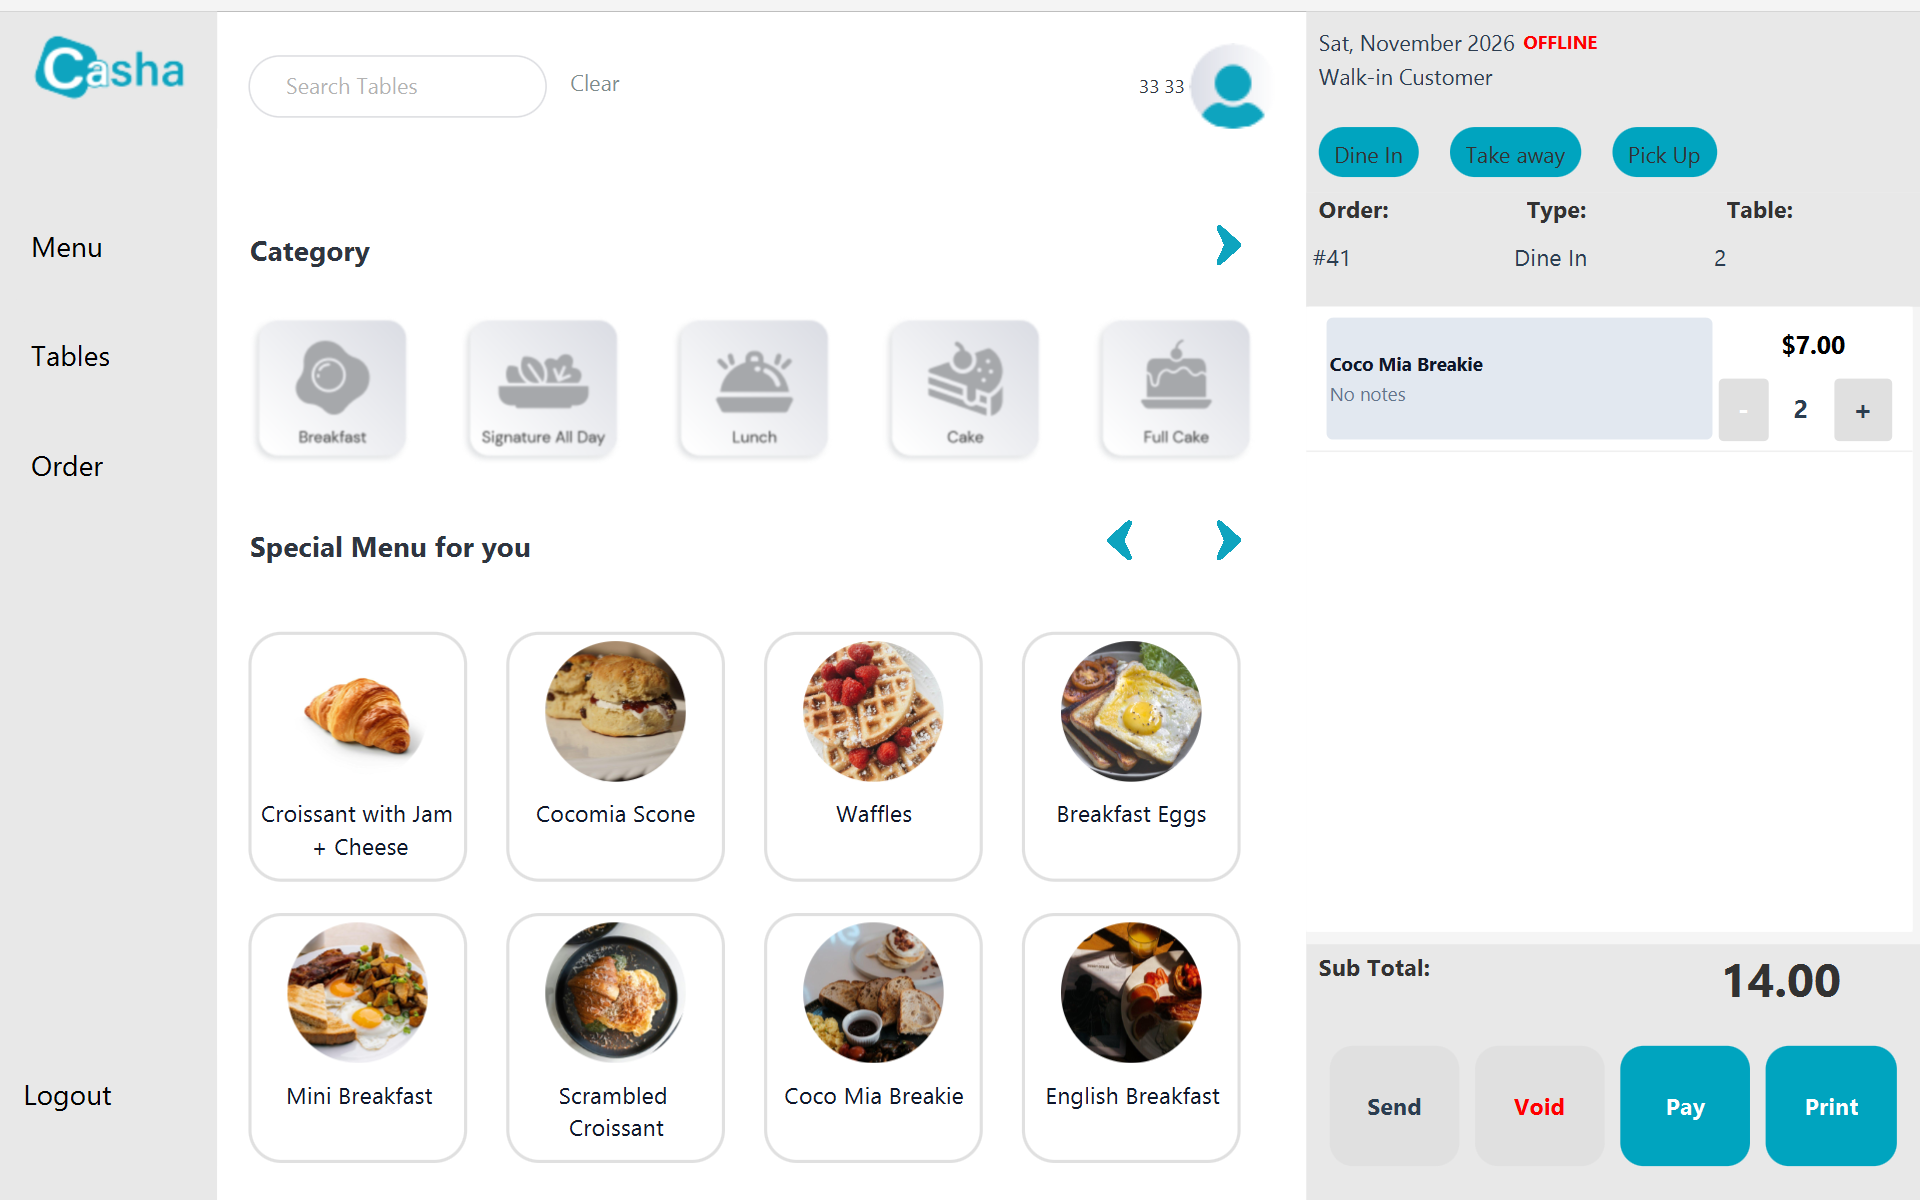 Casha
Menu
Tables
Order
Logout
Search Tables
Clear
33 33
Category
Breakfast
Signature All Day
Lunch
Cake
Full Cake
Special Menu for you
Croissant with Jam
+ Cheese
Cocomia Scone
Waffles
Breakfast Eggs
Mini Breakfast
Scrambled
Croissant
Coco Mia Breakie
English Breakfast
Sat, November 2026 OFFLINE
Walk-in Customer
Dine In
Take away
Pick Up
Order:
Type:
Table:
#41
Dine In
2
Coco Mia Breakie
No notes
$7.00
- 2 +
Sub Total:
14.00
Send
Void
Pay
Print